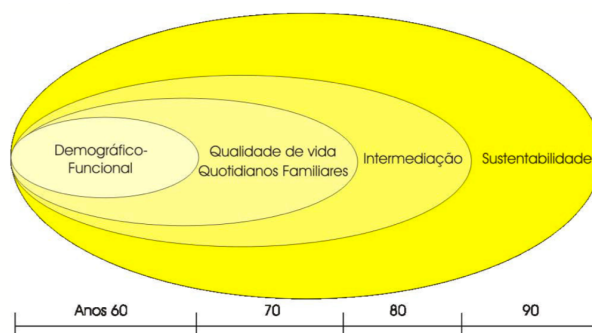 Demográfico-
Funcional
Qualidade de vida
Quotidianos Familiares
Intermediação
Sustentabilidade
Anos 60
70
80
90